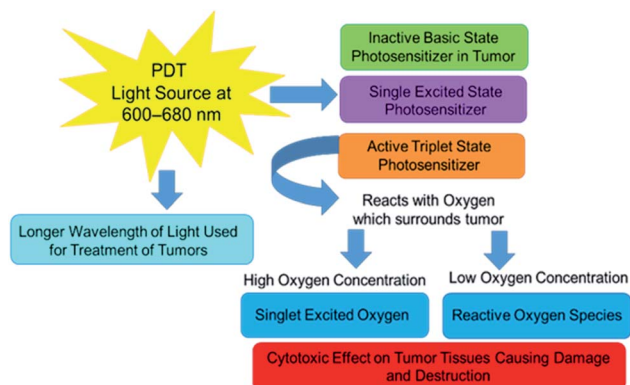 PDT
Light Source at
600–680 nm
Inactive Basic State
Photosensitizer in Tumor
Single Excited State
Photosensitizer
Active Triplet State
Photosensitizer
Reacts with Oxygen
which surrounds tumor
Longer Wavelength of Light Used
for Treatment of Tumors
High Oxygen Concentration
Low Oxygen Concentration
Singlet Excited Oxygen
Reactive Oxygen Species
Cytotoxic Effect on Tumor Tissues Causing Damage
and Destruction